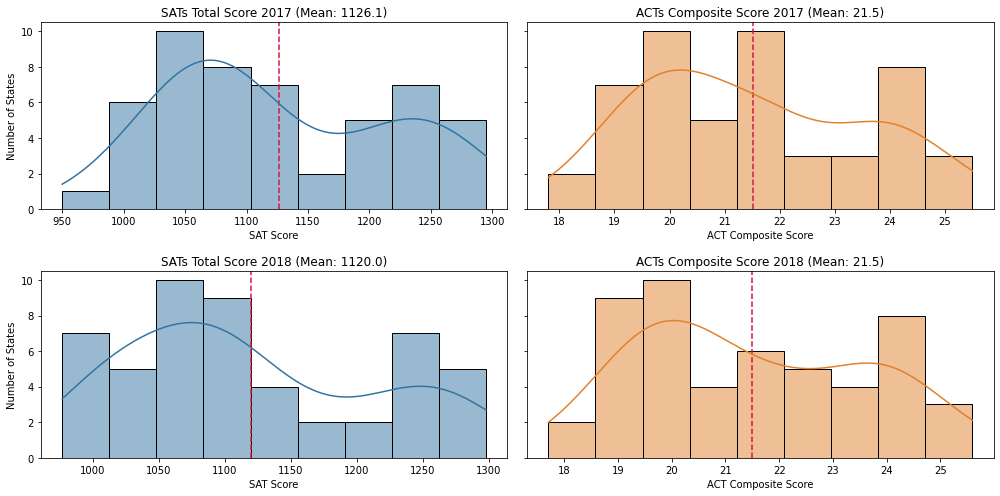 SATs Total Score 2017 (Mean: 1126.1)
Number of States
10
8
6
4
2
0
950 1000 1050 1100 1150 1200 1250 1300
SAT Score
ACTs Composite Score 2017 (Mean: 21.5)
18 19 20 21 22 23 24 25
ACT Composite Score
SATs Total Score 2018 (Mean: 1120.0)
Number of States
10
8
6
4
2
0
1000 1050 1100 1150 1200 1250 1300
SAT Score
ACTs Composite Score 2018 (Mean: 21.5)
18 19 20 21 22 23 24 25
ACT Composite Score